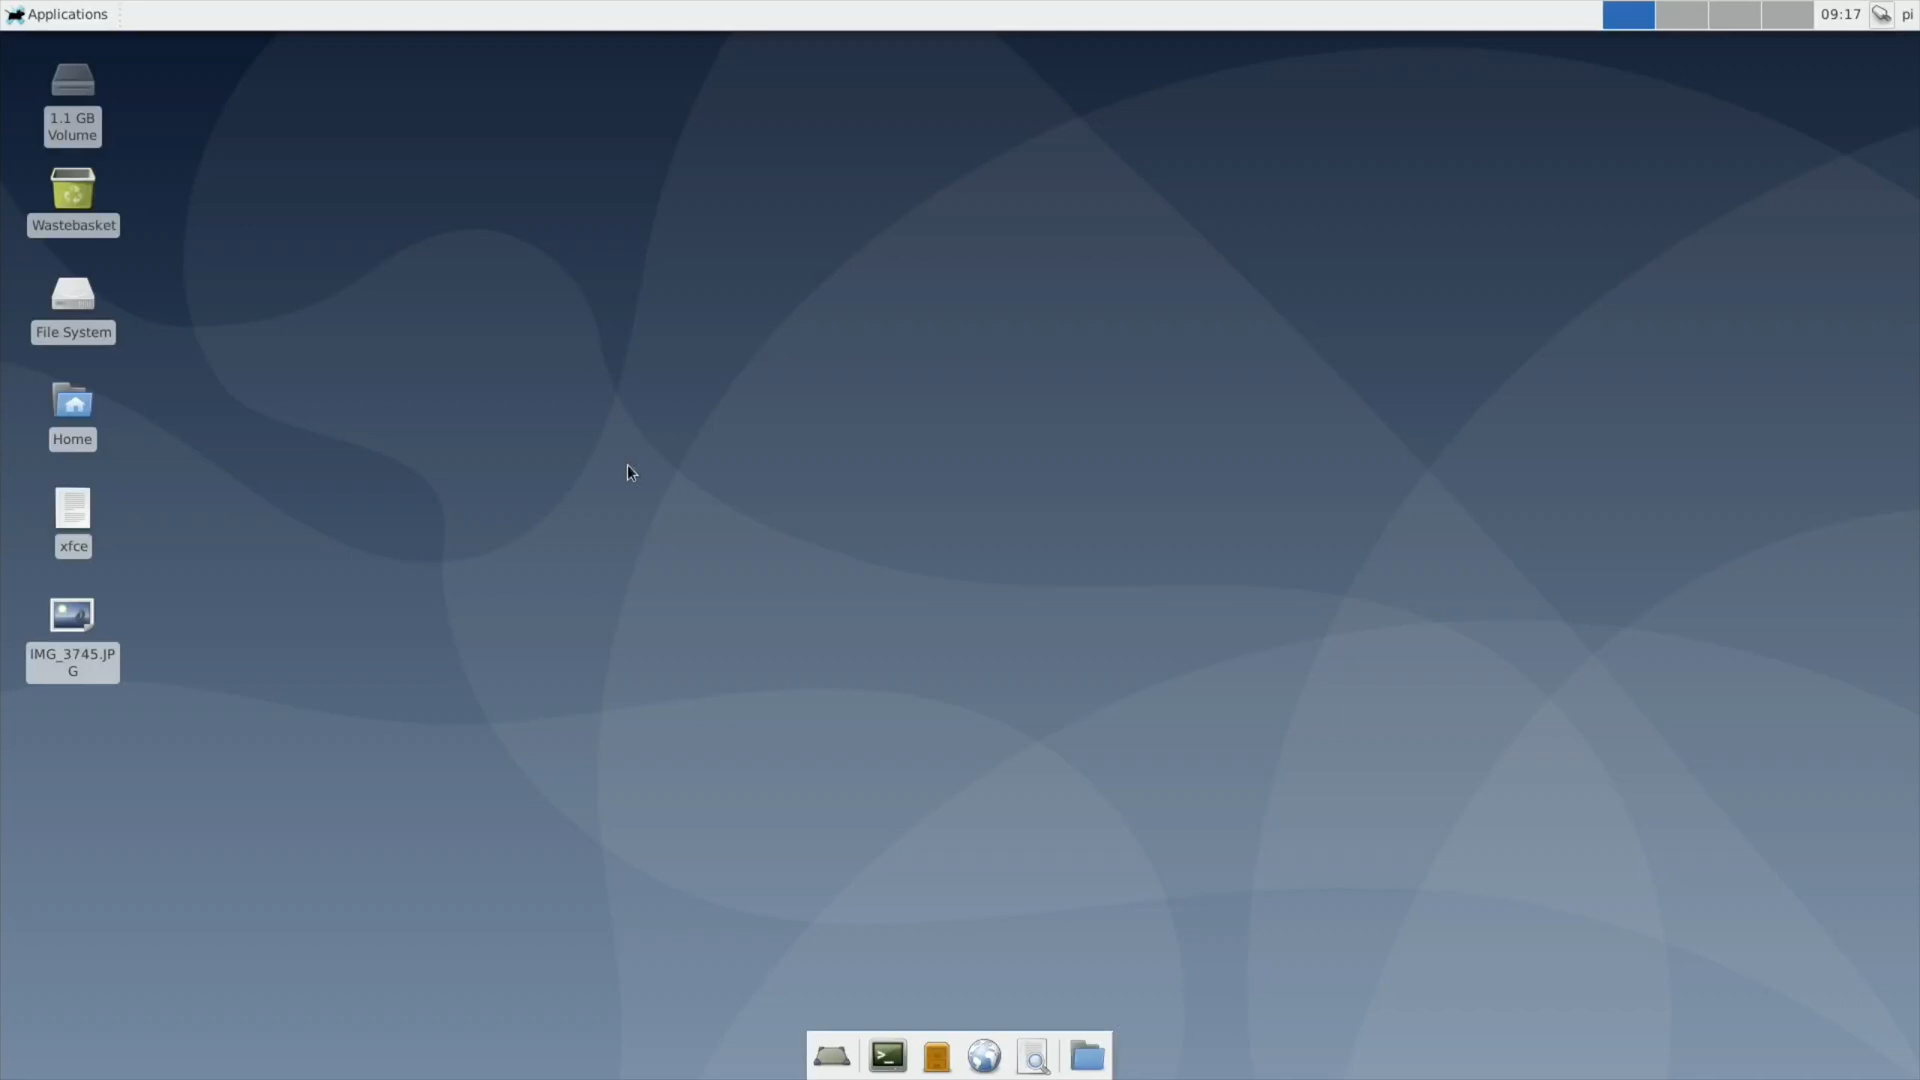 Applications
09:17
pi
1.1 GB
Volume
Wastebasket
File System
Home
xfce
IMG_3745.JP
G
>_